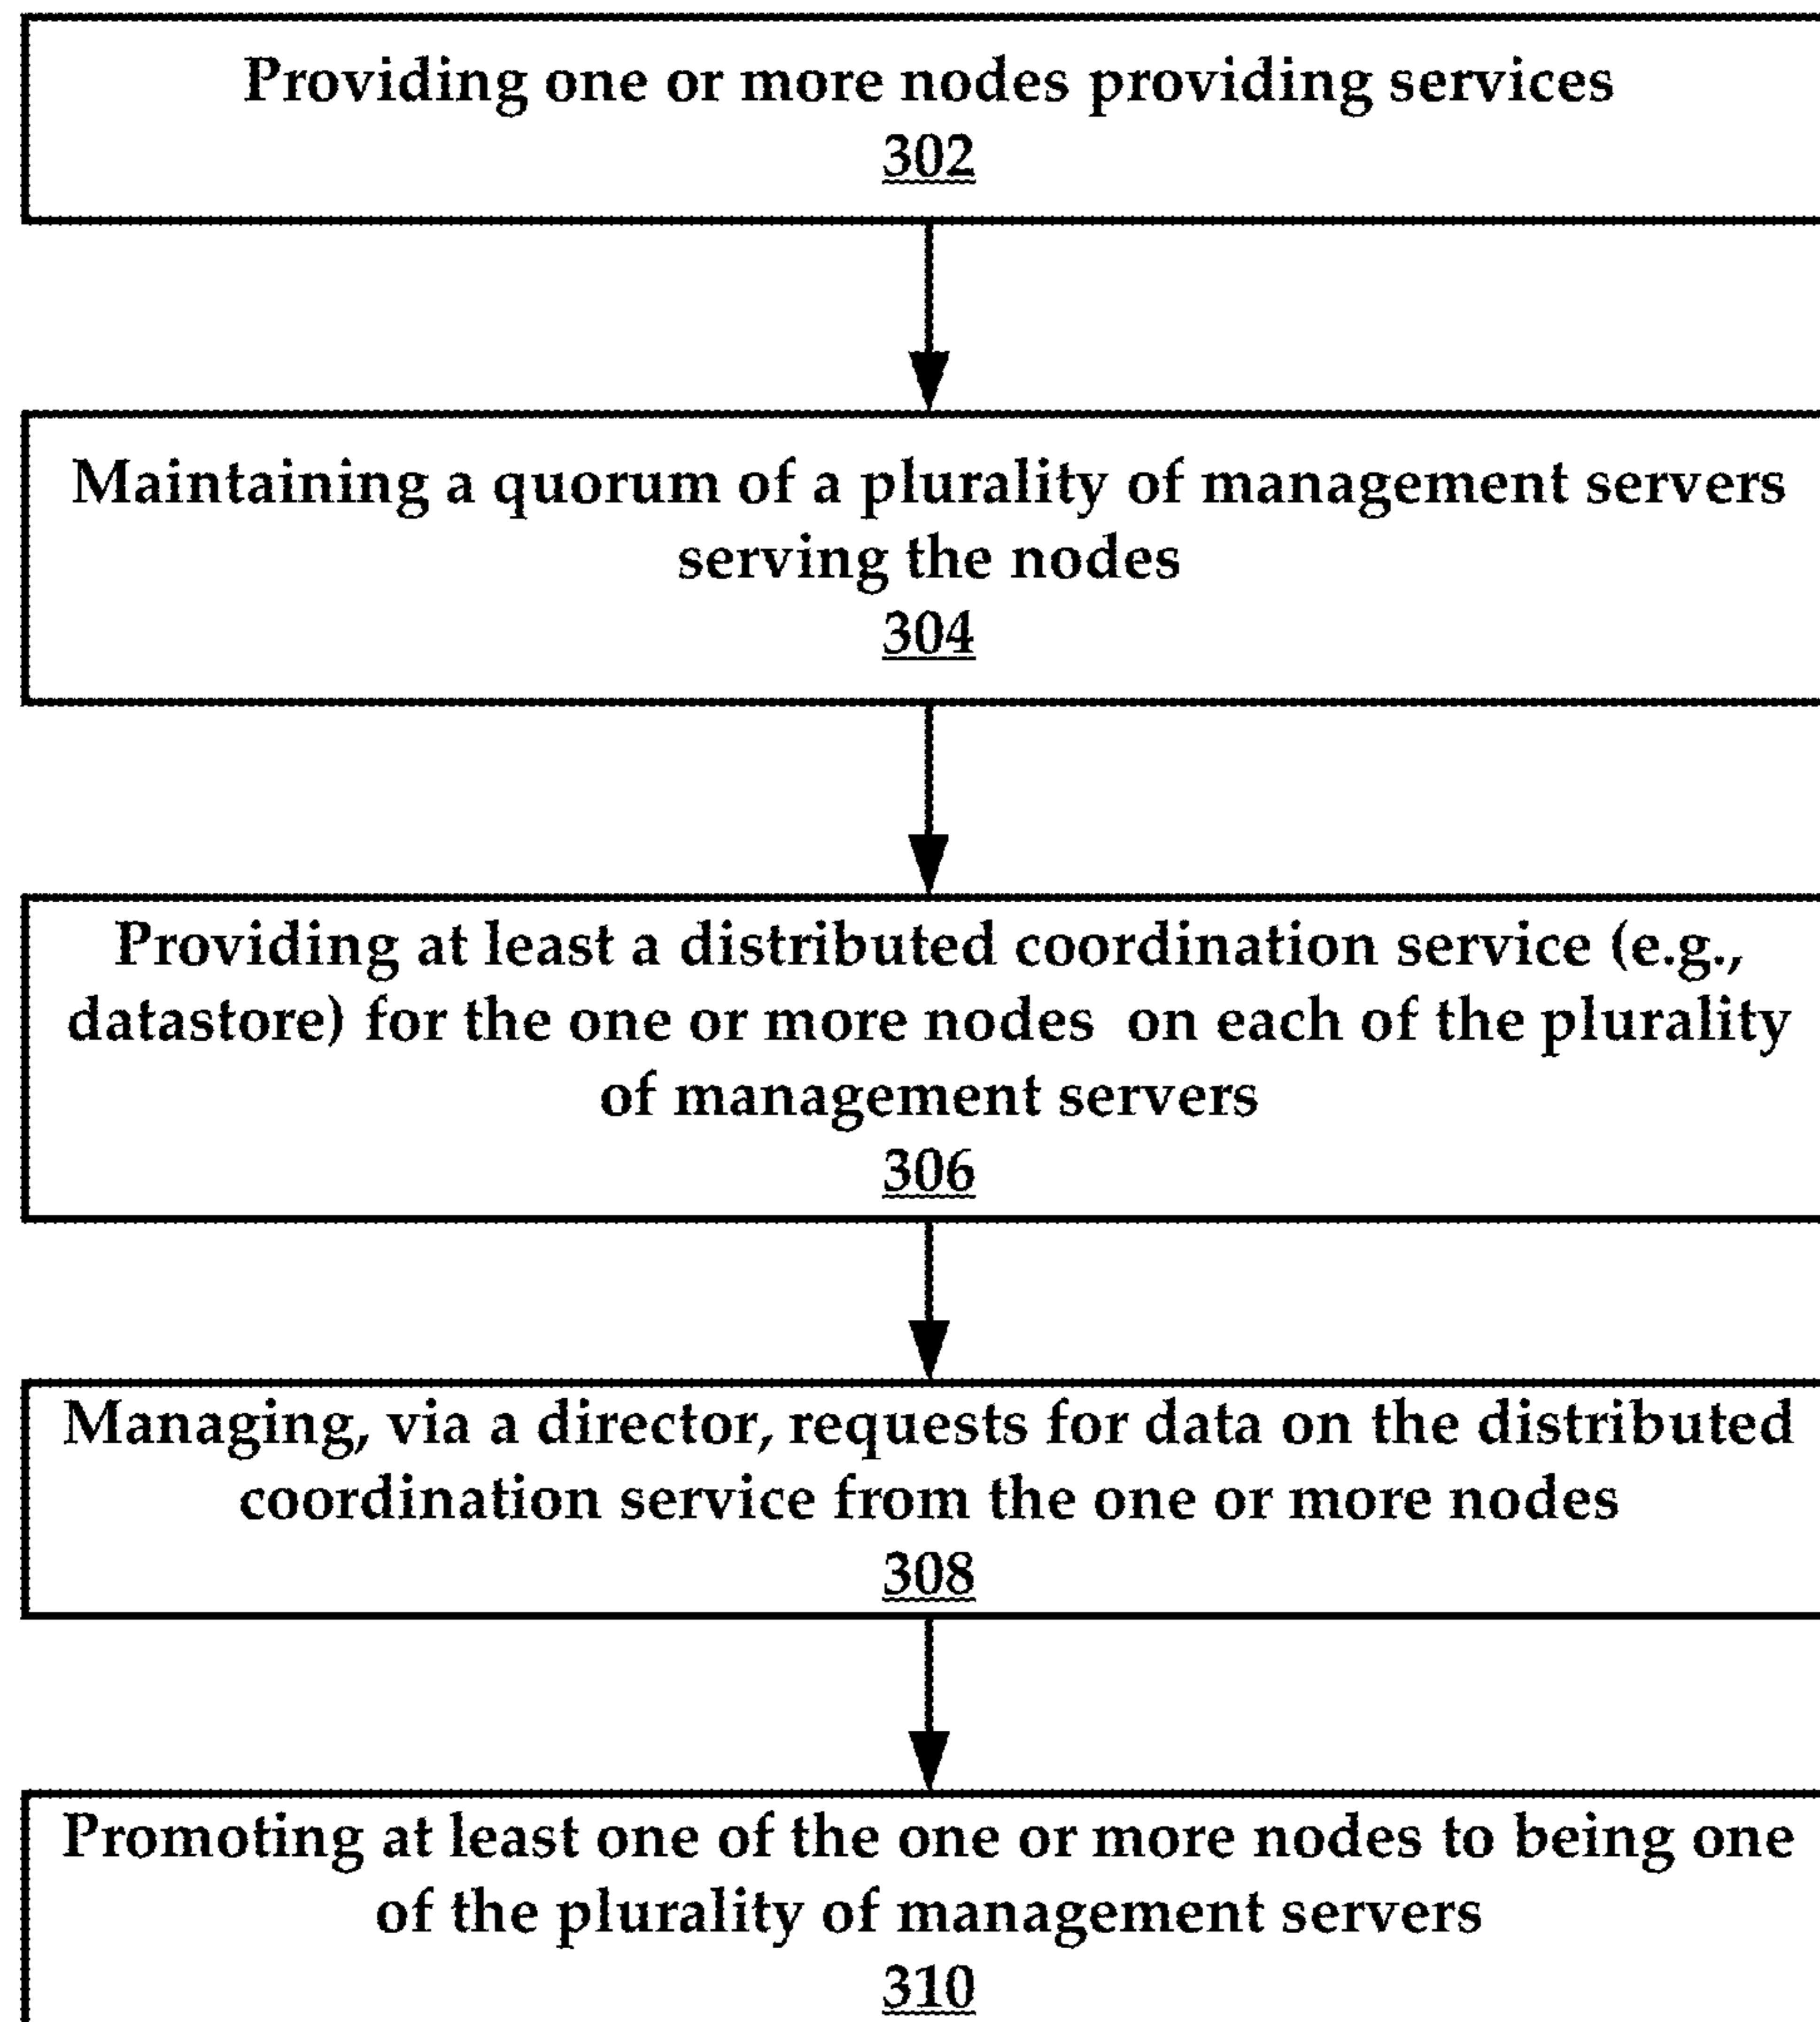 Providing one or more nodes providing services
302
Maintaining a quorum of a plurality of management servers
serving the nodes
304
Providing at least a distributed coordination service (e.g.,
datastore) for the one or more nodes on each of the plurality
of management servers
306
Managing, via a director, requests for data on the distributed
coordination service from the one or more nodes
308
Promoting at least one of the one or more nodes to being one
of the plurality of management servers
310